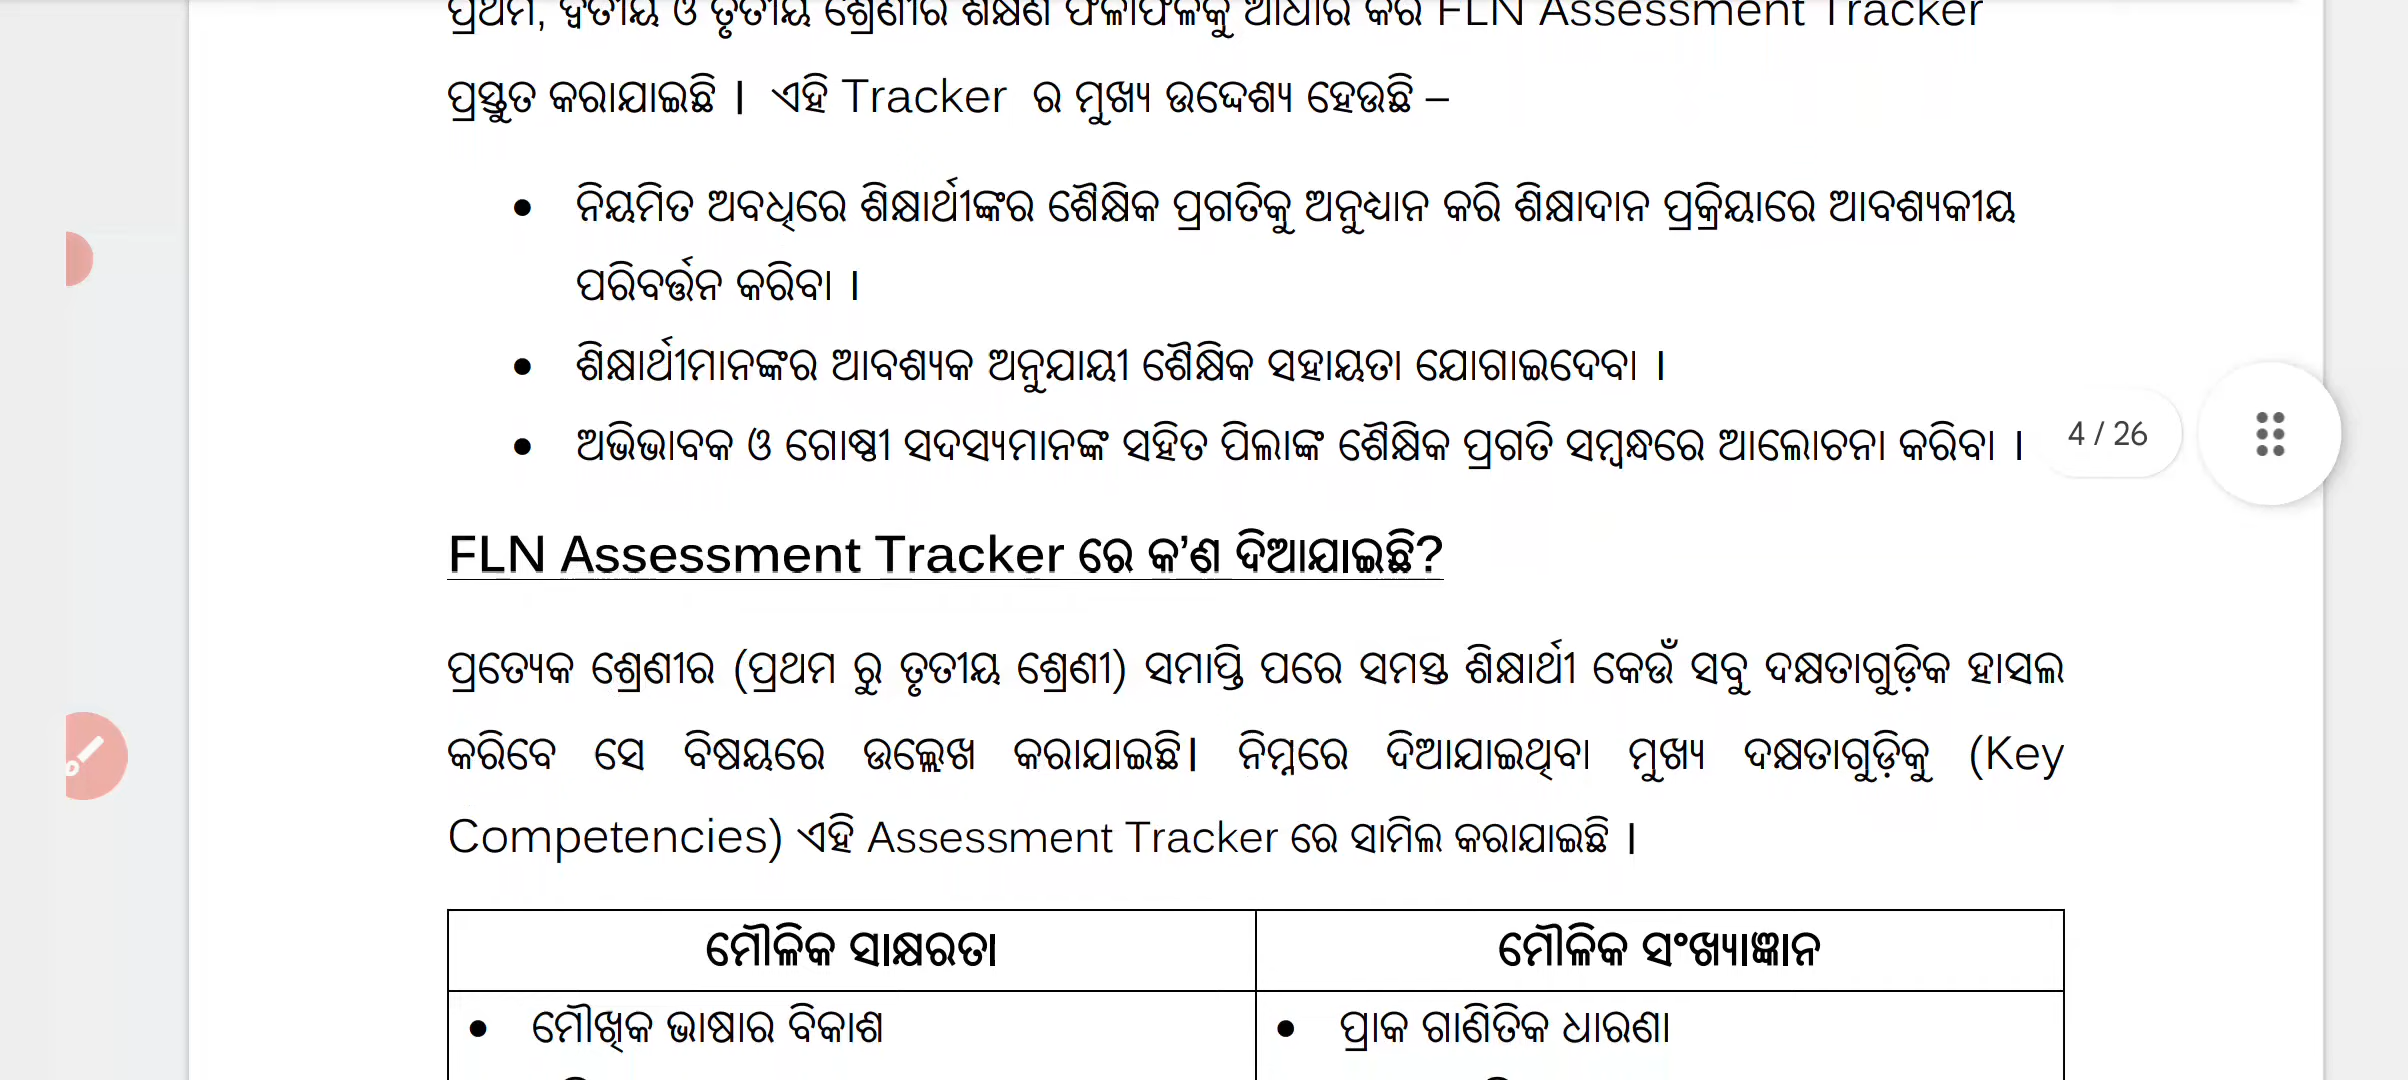 ପ୍ରଥମ, ଦ୍ଵିତୀୟ ଓ ତୃତୀୟ ଶ୍ରେଣୀର ଶିକ୍ଷଣ ଫଳାଫଳକୁ ଆଧାର କରି FLN Assessment Tracker
ପ୍ରସ୍ତୁତ କରାଯାଇଛି । ଏହି Tracker ର ମୁଖ୍ୟ ଉଦ୍ଦେଶ୍ୟ ହେଉଛି –
• ନିୟମିତ ଅବଧିରେ ଶିକ୍ଷାର୍ଥୀଙ୍କର ଶୈକ୍ଷିକ ପ୍ରଗତିକୁ ଅନୁଧ୍ୟାନ କରି ଶିକ୍ଷାଦାନ ପ୍ରକ୍ରିୟାରେ ଆବଶ୍ୟକୀୟ
ପରିବର୍ତ୍ତନ କରିବା ।
• ଶିକ୍ଷାର୍ଥୀମାନଙ୍କର ଆବଶ୍ୟକ ଅନୁଯାୟୀ ଶୈକ୍ଷିକ ସହାୟତା ଯୋଗାଇଦେବା ।
• ଅଭିଭାବକ ଓ ଗୋଷ୍ଠୀ ସଦସ୍ୟମାନଙ୍କ ସହିତ ପିଲାଙ୍କ ଶୈକ୍ଷିକ ପ୍ରଗତି ସମ୍ବନ୍ଧରେ ଆଲୋଚନା କରିବା ।
4 / 26
FLN Assessment Tracker ରେ କ’ଣ ଦିଆଯାଇଛି?
ପ୍ରତ୍ୟେକ ଶ୍ରେଣୀର (ପ୍ରଥମ ରୁ ତୃତୀୟ ଶ୍ରେଣୀ) ସମାପ୍ତି ପରେ ସମସ୍ତ ଶିକ୍ଷାର୍ଥୀ କେଉଁ ସବୁ ଦକ୍ଷତାଗୁଡ଼ିକ ହାସଲ
କରିବେ ସେ ବିଷୟରେ ଉଲ୍ଲେଖ କରାଯାଇଛି। ନିମ୍ନରେ ଦିଆଯାଇଥିବା ମୁଖ୍ୟ ଦକ୍ଷତାଗୁଡ଼ିକୁ (Key
Competencies) ଏହି Assessment Tracker ରେ ସାମିଲ କରାଯାଇଛି ।
ମୌଳିକ ସାକ୍ଷରତା
ମୌଳିକ ସଂଖ୍ୟାଜ୍ଞାନ
• ମୌଖିକ ଭାଷାର ବିକାଶ
• ପ୍ରାକ ଗାଣିତିକ ଧାରଣା